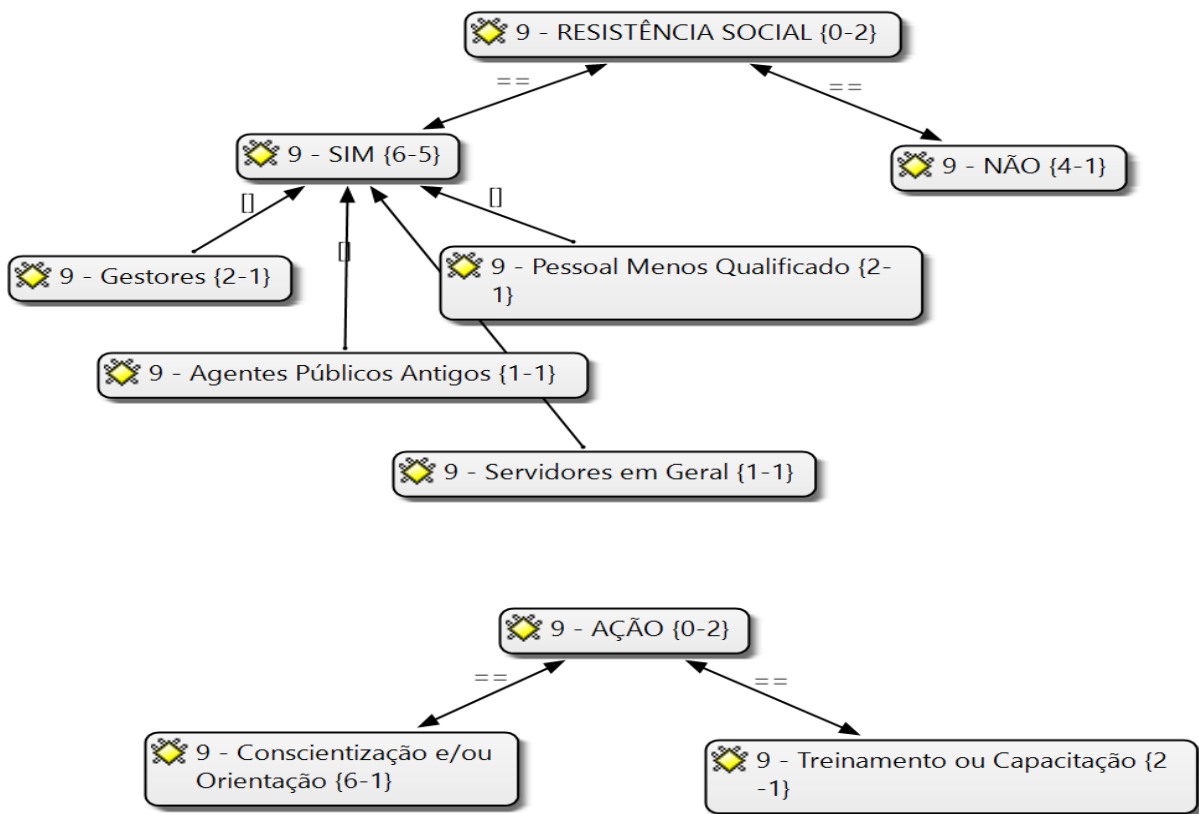 9 - RESISTÊNCIA SOCIAL {0-2}
==
==
9 - SIM {6-5}
9 - NÃO {4-1}
[]
[]
[]
9 - Gestores {2-1}
9 - Pessoal Menos Qualificado {2-
1}
9 - Agentes Públicos Antigos {1-1}
9 - Servidores em Geral {1-1}
9 - AÇÃO {0-2}
==
==
9 - Conscientização e/ou
Orientação {6-1}
9 - Treinamento ou Capacitação {2
-1}